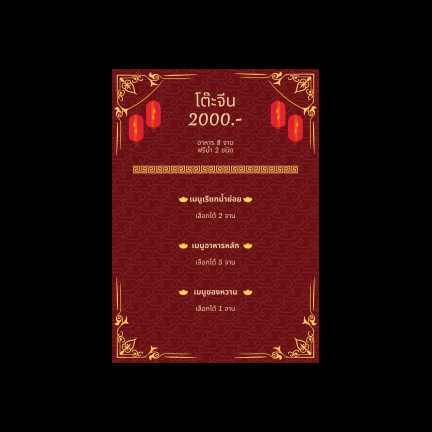 โต๊ะจีน
2000.-
อาหาร 8 จาน
ฟรีน้ำ 2 ชนิด
เมนูเรียกน้ำย่อย
เลือกได้ 2 จาน
เมนูอาหารหลัก
เลือกได้ 5 จาน
เมนูของหวาน
เลือกได้ 1 จาน